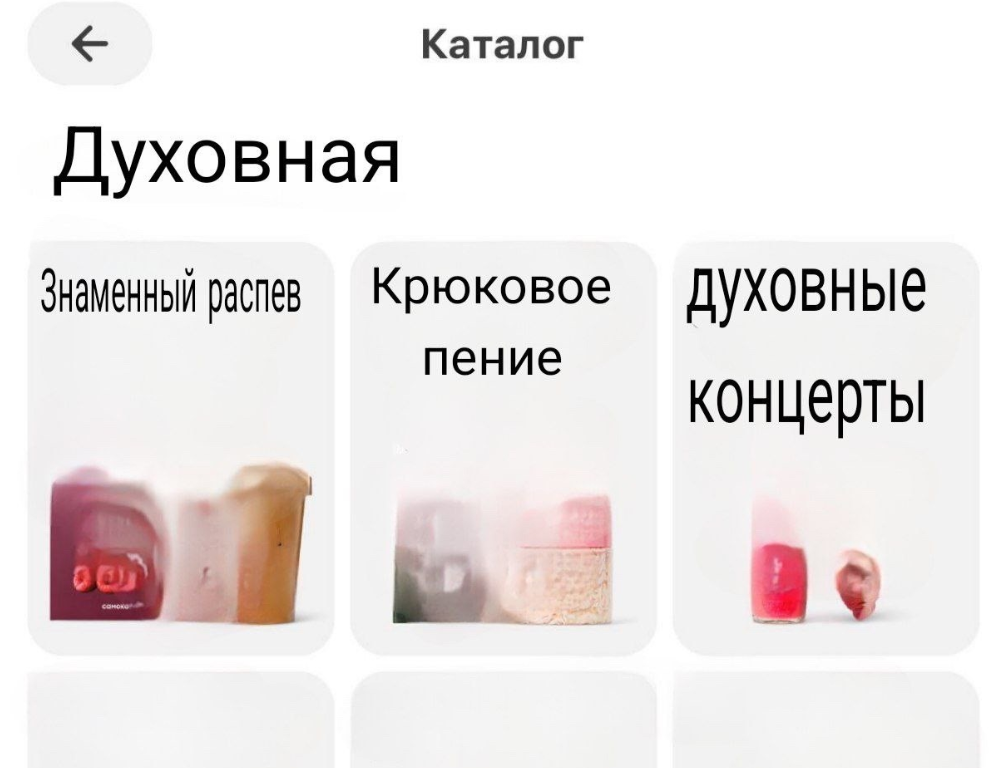 Каталог
Духовная
Знаменный распев
Крюковое
пение
духовные
концерты